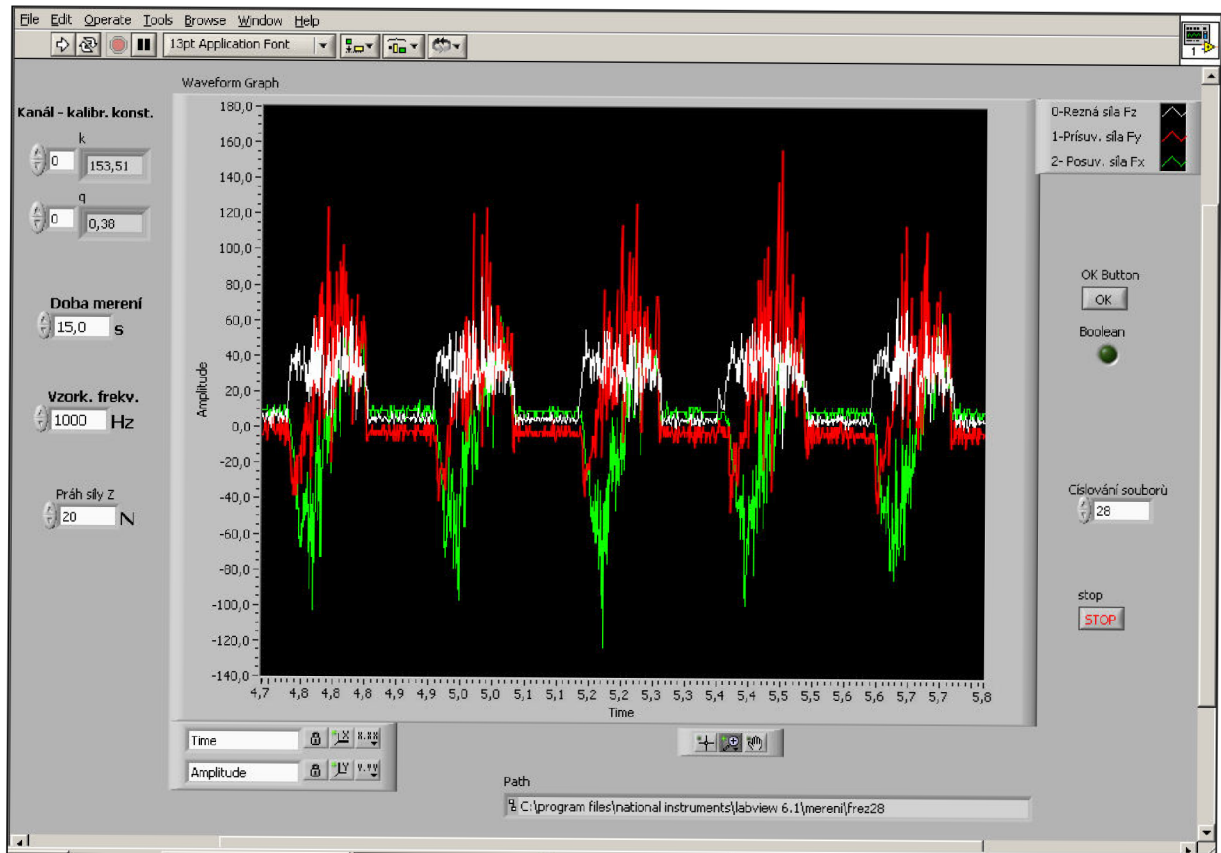 File Edit Operate Tools Browse Window Help
13pt Application Font
1
Waveform Graph
Kanál - kalibr. konst.
k
0 153,51
q
0 0,38
Doba merení
15,0 s
Vzork. frekv.
1000 Hz
Práh síly Z
20 N
Amplitude
180,0
160,0
140,0
120,0
100,0
80,0
60,0
40,0
20,0
0,0
-20,0
-40,0
-60,0
-80,0
-100,0
-120,0
-140,0
4,7 4,8 4,8 4,8 4,9 4,9 5,0 5,0 5,1 5,1 5,2 5,2 5,3 5,3 5,4 5,4 5,5 5,5 5,6 5,6 5,7 5,7 5,8
Time
0-Rezná síla Fz
1-Prísuv. síla Fy
2- Posuv. síla Fx
OK Button
OK
Boolean
Císlování souborù
28
stop
STOP
Time X X.XX
Amplitude Y Y.YY
Path
C:\program files\national instruments\labview 6.1\mereni\frez28